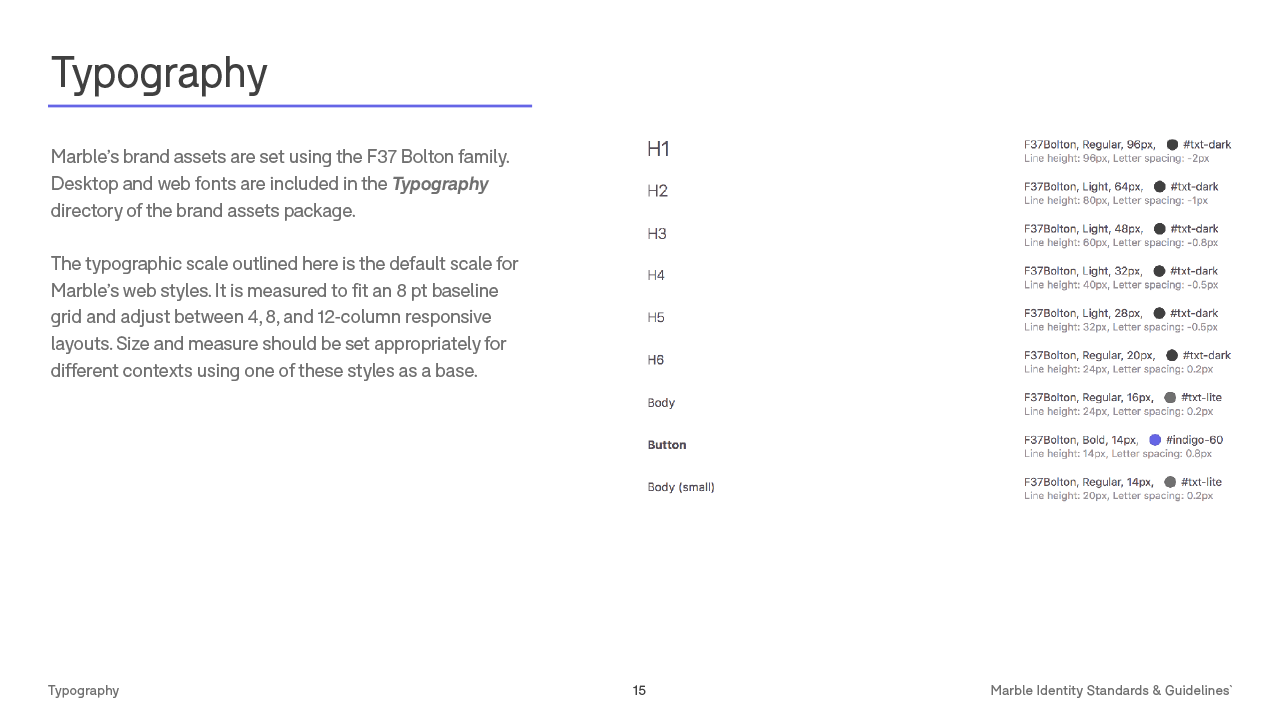 Typography
Marble's brand assets are set using the F37 Bolton family.
Desktop and web fonts are included in the Typography
directory of the brand assets package.
The typographic scale outlined here is the default scale for
Marble's web styles. It is measured to fit an 8 pt baseline
grid and adjust between 4, 8, and 12-column responsive
layouts. Size and measure should be set appropriately for
different contexts using one of these styles as a base.
H1
F37Bolton, Regular, 96px, #txt-dark
Line height: 96px, Letter spacing: -2px
H2
F37Bolton, Light, 64px, #txt-dark
Line height: 80px, Letter spacing: -1px
H3
F37Bolton, Light, 48px, #txt-dark
Line height: 60px, Letter spacing: -0.8px
H4
F37Bolton, Light, 32px, #txt-dark
Line height: 40px, Letter spacing: -0.5px
H5
F37Bolton, Light, 28px, #txt-dark
Line height: 32px, Letter spacing: -0.5px
H6
F37Bolton, Regular, 20px, #txt-dark
Line height: 24px, Letter spacing: 0.2px
Body
F37Bolton, Regular, 16px, #txt-lite
Line height: 24px, Letter spacing: 0.2px
Button
F37Bolton, Bold, 14px, #indigo-60
Line height: 14px, Letter spacing: 0.8px
Body (small)
F37Bolton, Regular, 14px, #txt-lite
Line height: 20px, Letter spacing: 0.2px
Typography
15
Marble Identity Standards & Guidelines`